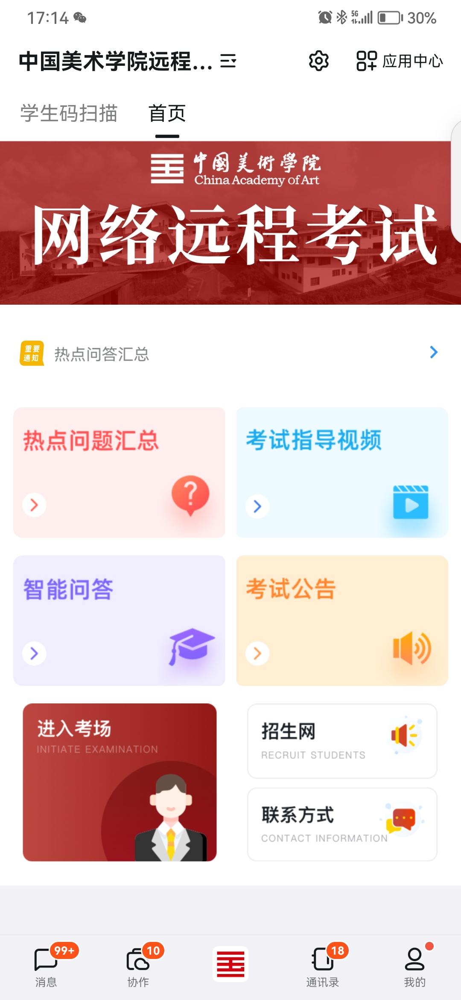 17:14
5G
30%
中国美术学院远程...
应用中心
学生码扫描
首页
中國美術學院
China Academy of Art
网络远程考试
重要
通知
热点问答汇总
热点问题汇总
考试指导视频
智能问答
考试公告
进入考场
INITIATE EXAMINATION
招生网
RECRUIT STUDENTS
联系方式
CONTACT INFORMATION
99+
10
18
消息
协作
通讯录
我的